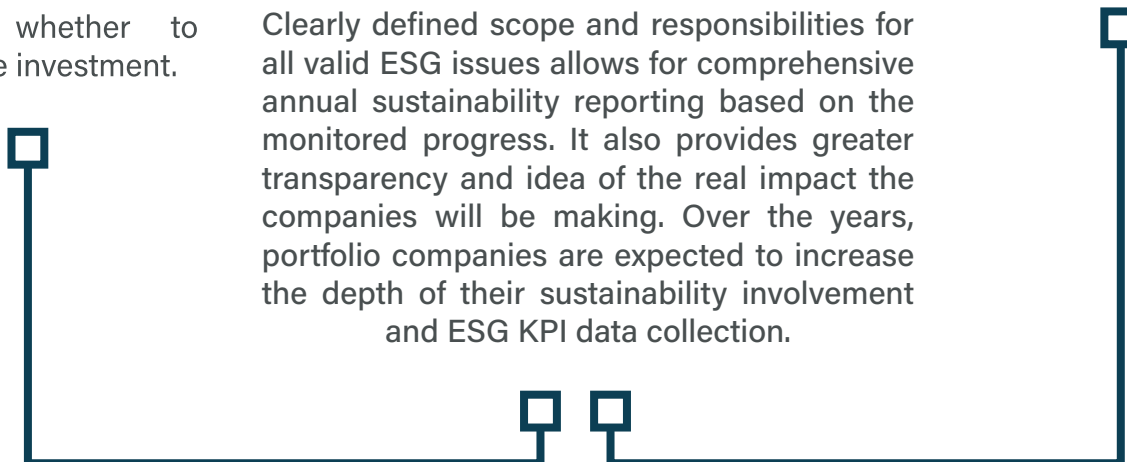 whether to
e investment.
Clearly defined scope and responsibilities for
all valid ESG issues allows for comprehensive
annual sustainability reporting based on the
monitored progress. It also provides greater
transparency and idea of the real impact the
companies will be making. Over the years,
portfolio companies are expected to increase
the depth of their sustainability involvement
and ESG KPI data collection.